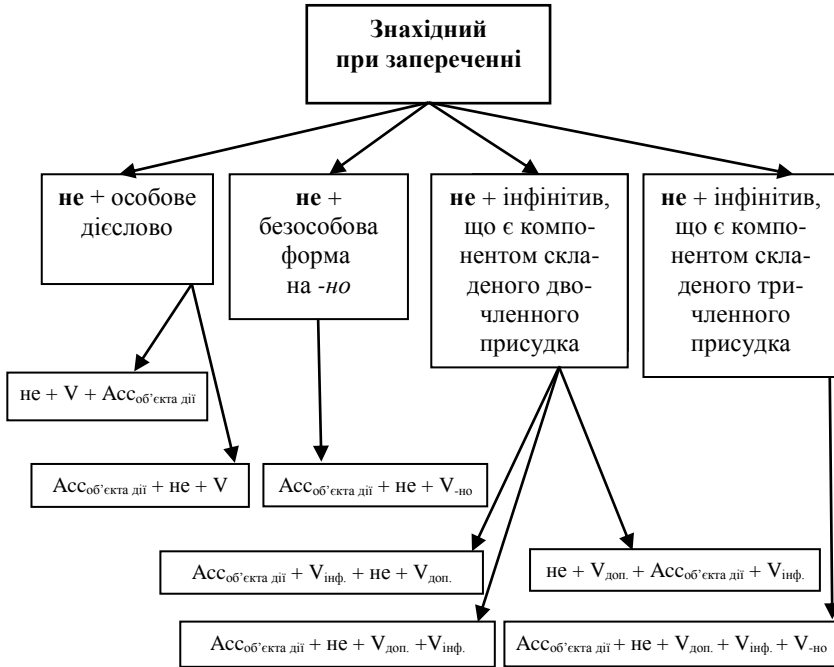 Знахідний
при запереченні
не + особове
дієслово
не +
безособова
форма
на -но
не + інфінітив,
що є компо-
нентом скла-
деного дво-
членного
присудка
не + інфінітив,
що є компо-
нентом скла-
деного три-
членного
присудка
не + V + Accоб’єкта дії
Accоб’єкта дії + не + V
Accоб’єкта дії + не + V-но
Accоб’єкта дії + Vінф. + не + Vдоп.
не + Vдоп. + Accоб’єкта дії + Vінф.
Accоб’єкта дії + не + Vдоп. +Vінф.
Accоб’єкта дії + не + Vдоп. + Vінф. + V-но